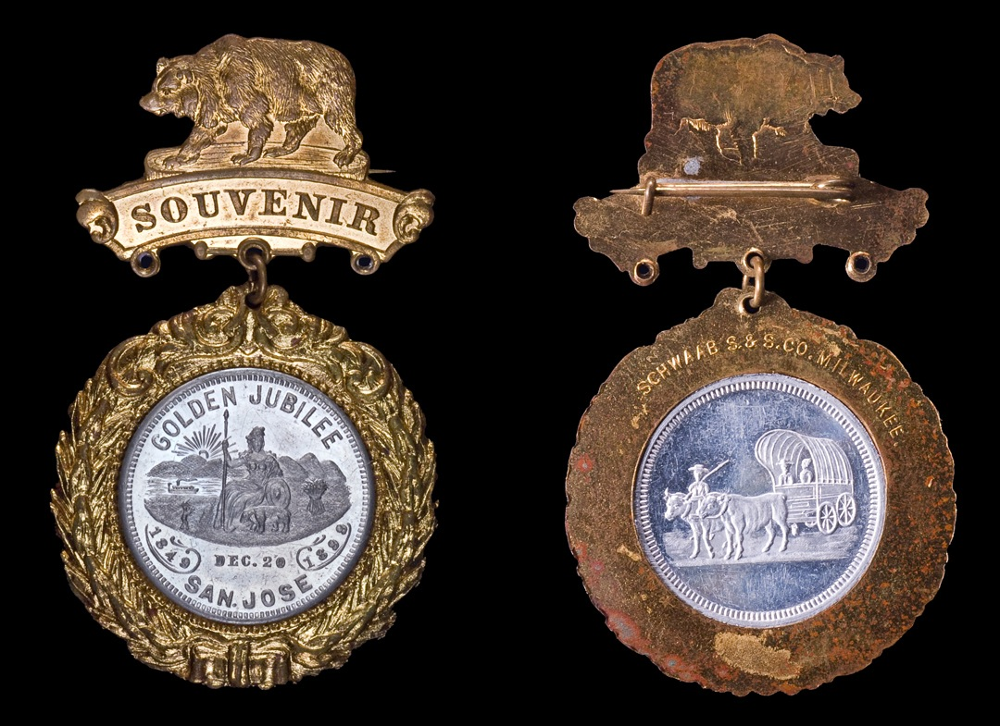 SOUVENIR
GOLDEN JUBILEE
1849 DEC. 20 1899
SAN JOSE
SCHWAAB S. & S. CO. MILWAUKEE.